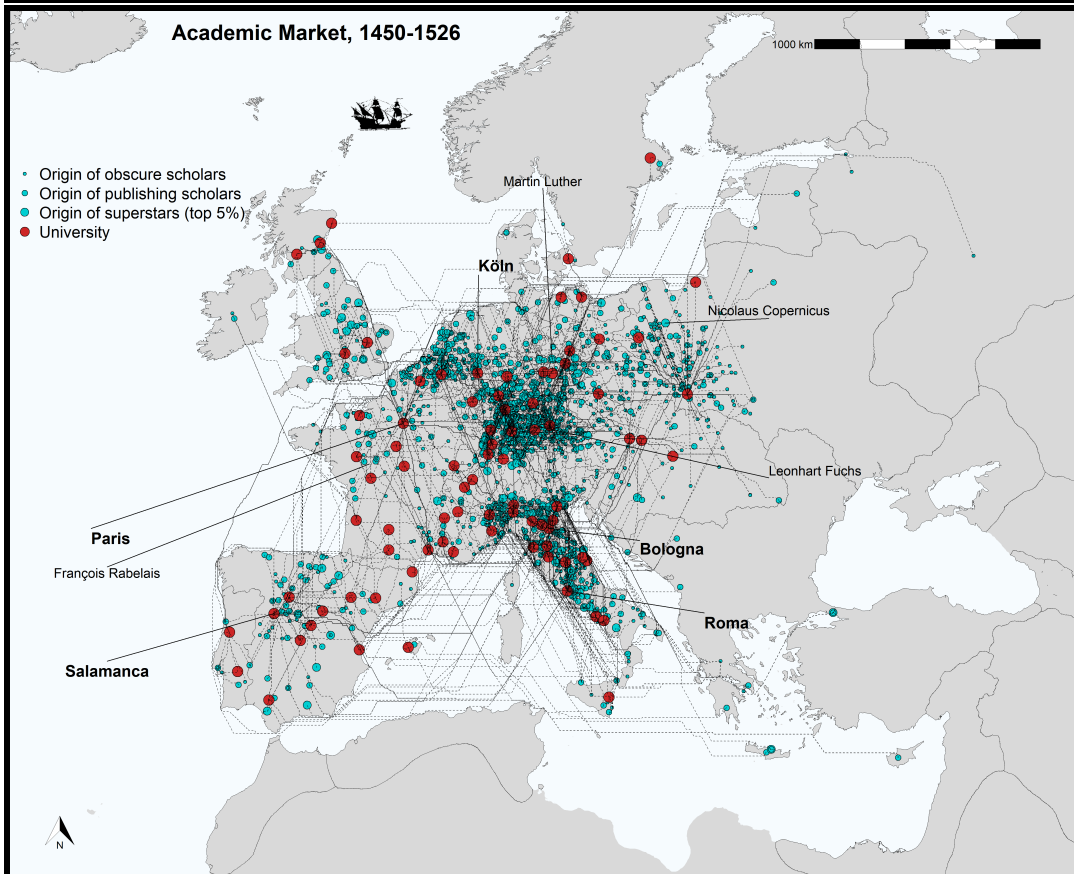 Academic Market, 1450-1526
1000 km
Origin of obscure scholars
Origin of publishing scholars
Origin of superstars (top 5%)
University
Martin Luther
Köln
Nicolaus Copernicus
Leonhart Fuchs
Paris
Bologna
François Rabelais
Roma
Salamanca
N